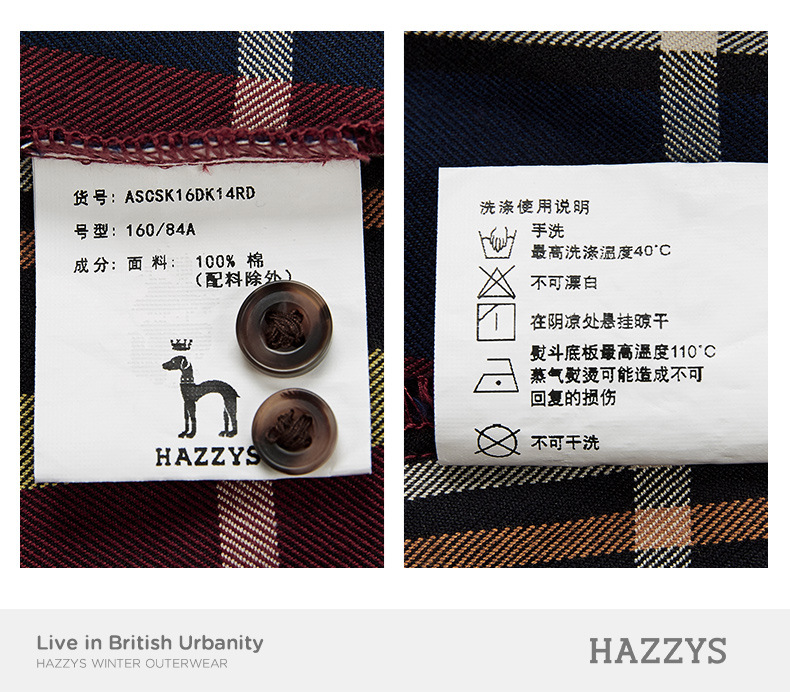 货号: ASCSK16DK14RD
号型: 160/84A
成分: 面 料: 100% 棉
(配料除外)
HAZZYS
洗涤使用说明
手洗
最高洗涤温度40°C
不可漂白
在阴凉处悬挂晾干
熨斗底板最高温度110°C
蒸气熨烫可能造成不可
回复的损伤
不可干洗
Live in British Urbanity
HAZZYS WINTER OUTERWEAR
HAZZYS